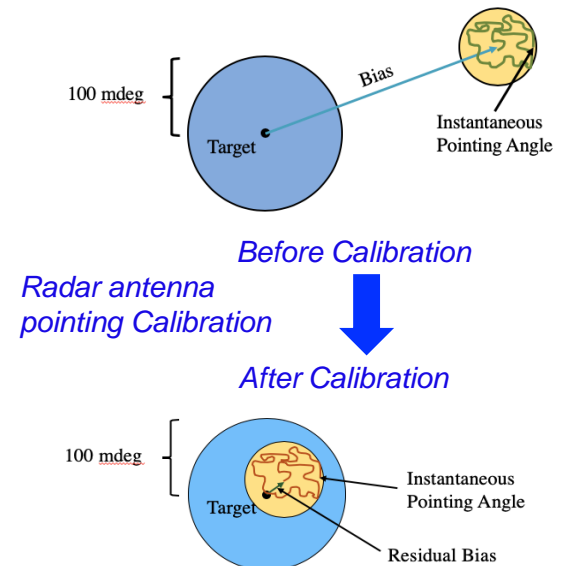 Bias
100 mdeg
Target
Instantaneous
Pointing Angle
Before Calibration
Radar antenna
pointing Calibration
After Calibration
100 mdeg
Instantaneous
Pointing Angle
Target
Residual Bias